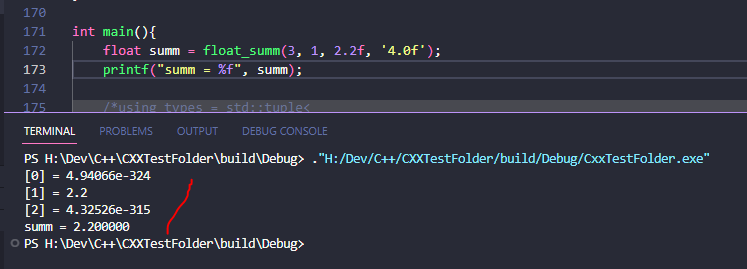 170
171 int main(){
172 float summ = float_summ(3, 1, 2.2f, '4.0f');
173 printf("summ = %f", summ);
174
175 /*using types = std::tuple<
TERMINAL PROBLEMS OUTPUT DEBUG CONSOLE
PS H:\Dev\C++\CXXTestFolder\build\Debug> ."H:/Dev/C++/CXXTestFolder/build/Debug/CxxTestFolder.exe"
[0] = 4.94066e-324
[1] = 2.2
[2] = 4.32526e-315
summ = 2.200000
PS H:\Dev\C++\CXXTestFolder\build\Debug>